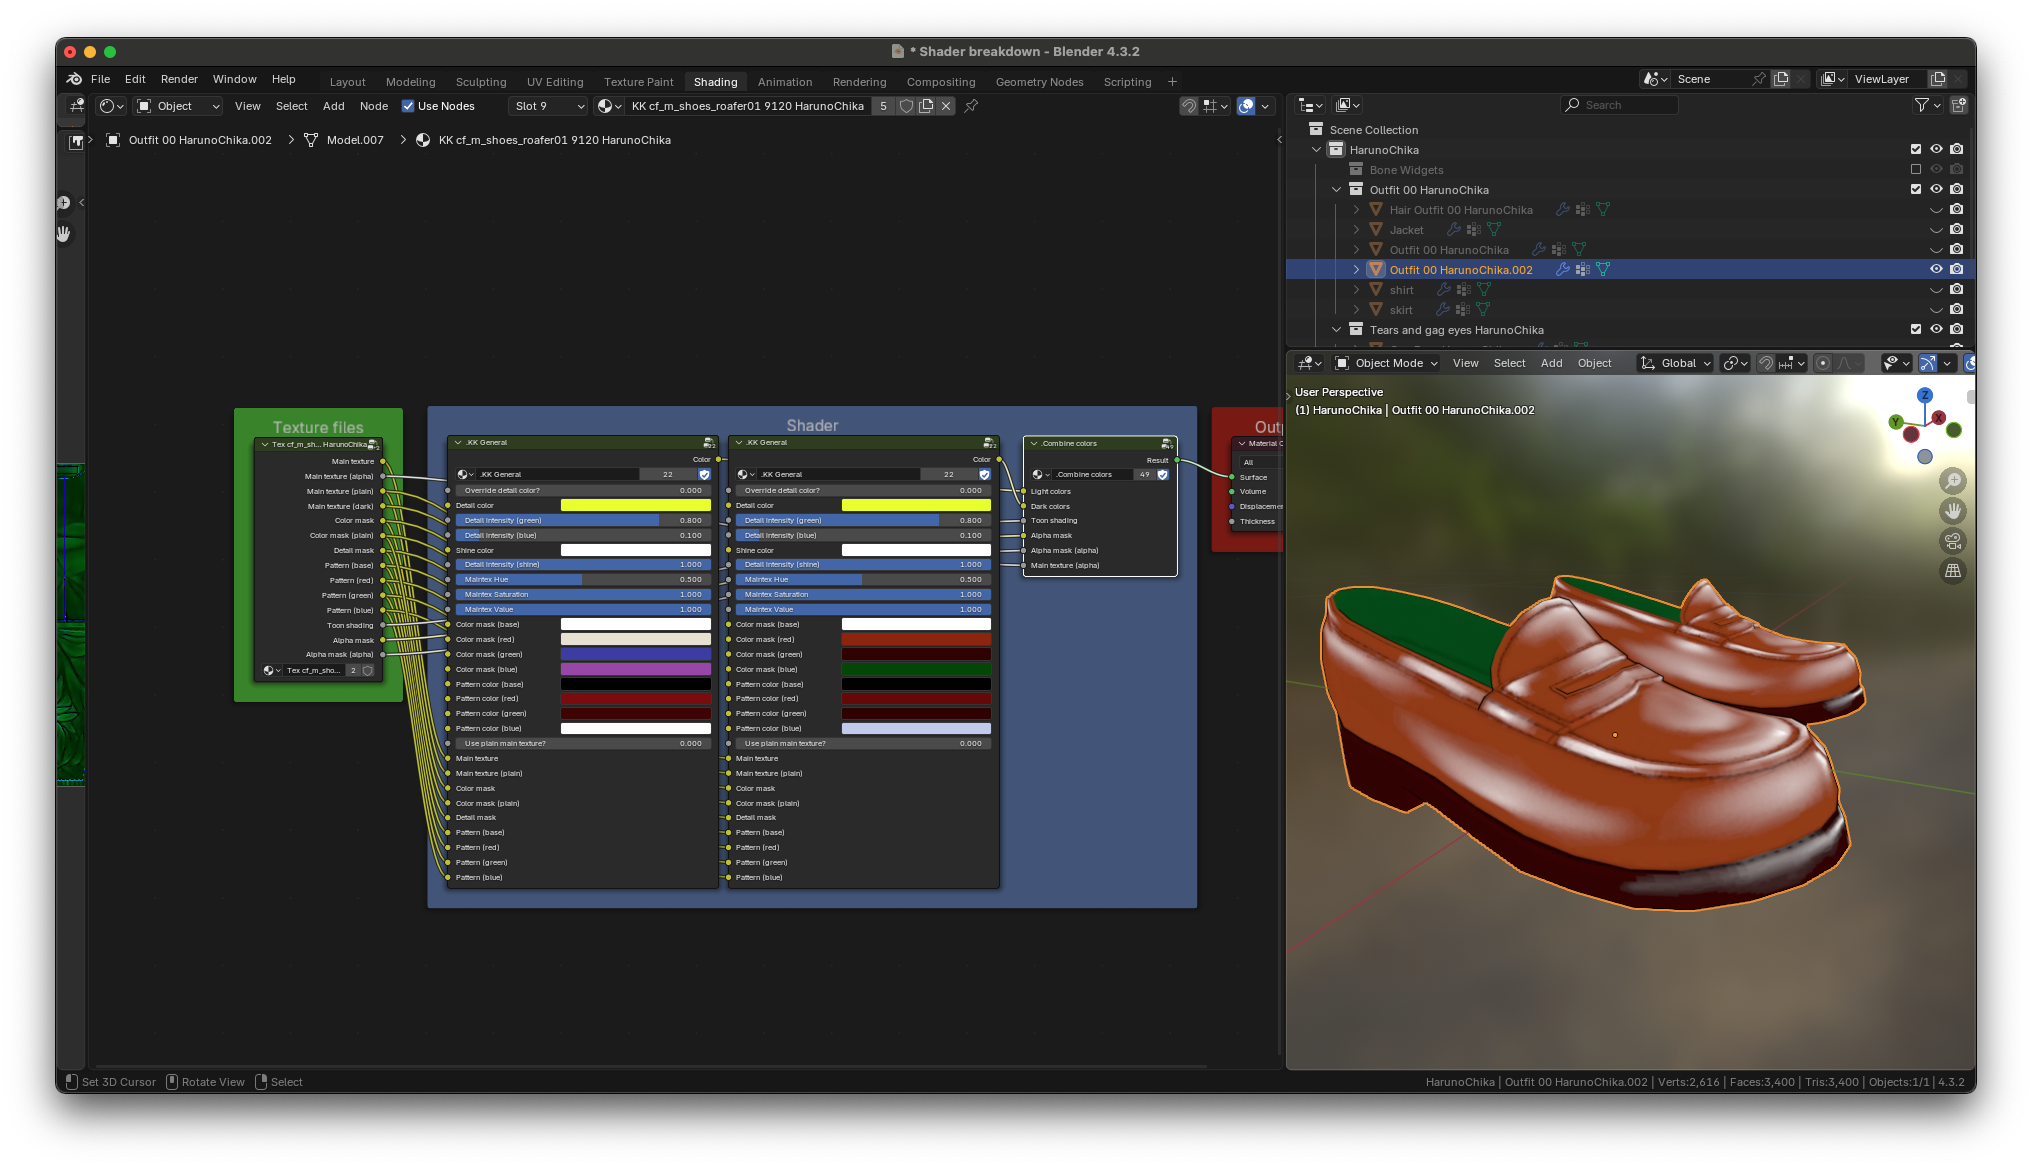 * Shader breakdown - Blender 4.3.2
File Edit Render Window Help
Layout Modeling Sculpting UV Editing Texture Paint Shading Animation Rendering Compositing Geometry Nodes Scripting +
Scene
ViewLayer
Object View Select Add Node Use Nodes Slot 9 KK cf_m_shoes_roafer01 9120 HarunoChika 5
Outfit 00 HarunoChika.002 > Model.007 > KK cf_m_shoes_roafer01 9120 HarunoChika
Texture files
Tex cf_m_sh... HarunoChika
Main texture
Main texture (alpha)
Main texture (plain)
Main texture (dark)
Color mask
Color mask (plain)
Detail mask
Pattern (base)
Pattern (red)
Pattern (green)
Pattern (blue)
Toon shading
Alpha mask
Alpha mask (alpha)
Tex cf_m_sho... 2
Shader
.KK General
Color
.KK General 22
Override detail color? 0.000
Detail color
Detail intensity (green) 0.800
Detail intensity (blue) 0.100
Shine color
Detail intensity (shine) 1.000
Maintex Hue 0.500
Maintex Saturation 1.000
Maintex Value 1.000
Color mask (base)
Color mask (red)
Color mask (green)
Color mask (blue)
Pattern color (base)
Pattern color (red)
Pattern color (green)
Pattern color (blue)
Use plain main texture? 0.000
Main texture
Main texture (plain)
Color mask
Color mask (plain)
Detail mask
Pattern (base)
Pattern (red)
Pattern (green)
Pattern (blue)
.KK General
Color
.KK General 22
Override detail color? 0.000
Detail color
Detail intensity (green) 0.800
Detail intensity (blue) 0.100
Shine color
Detail intensity (shine) 1.000
Maintex Hue 0.500
Maintex Saturation 1.000
Maintex Value 1.000
Color mask (base)
Color mask (red)
Color mask (green)
Color mask (blue)
Pattern color (base)
Pattern color (red)
Pattern color (green)
Pattern color (blue)
Use plain main texture? 0.000
Main texture
Main texture (plain)
Color mask
Color mask (plain)
Detail mask
Pattern (base)
Pattern (red)
Pattern (green)
Pattern (blue)
.Combine colors
Result
.Combine colors 49
Light colors
Dark colors
Toon shading
Alpha mask
Alpha mask (alpha)
Main texture (alpha)
Outp
Material O
All
Surface
Volume
Displacemen
Thickness
Search
Scene Collection
HarunoChika
Bone Widgets
Outfit 00 HarunoChika
Hair Outfit 00 HarunoChika
Jacket
Outfit 00 HarunoChika
Outfit 00 HarunoChika.002
shirt
skirt
Tears and gag eyes HarunoChika
Object Mode View Select Add Object Global
User Perspective
(1) HarunoChika | Outfit 00 HarunoChika.002
Z
Y
X
Set 3D Cursor Rotate View Select
HarunoChika | Outfit 00 HarunoChika.002 | Verts:2,616 | Faces:3,400 | Tris:3,400 | Objects:1/1 | 4.3.2